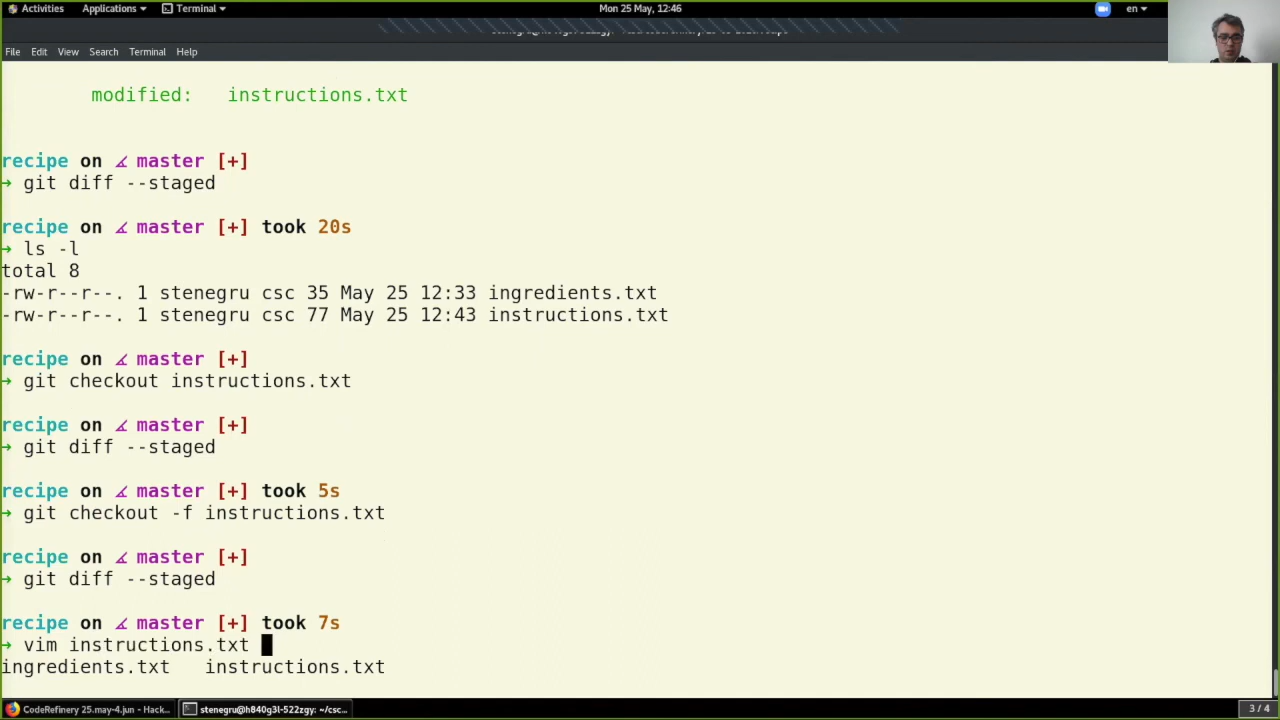 Activities Applications Terminal Mon 25 May, 12:46 en
File Edit View Search Terminal Help
modified: instructions.txt
recipe on master [+]
→ git diff --staged
recipe on master [+] took 20s
→ ls -l
total 8
-rw-r--r--. 1 stenegru csc 35 May 25 12:33 ingredients.txt
-rw-r--r--. 1 stenegru csc 77 May 25 12:43 instructions.txt
recipe on master [+]
→ git checkout instructions.txt
recipe on master [+]
→ git diff --staged
recipe on master [+] took 5s
→ git checkout -f instructions.txt
recipe on master [+]
→ git diff --staged
recipe on master [+] took 7s
→ vim instructions.txt
ingredients.txt instructions.txt
CodeRefinery 25.may-4.jun - Hack... stenegru@h840g3l-522zgy: ~/csc... 3 / 4